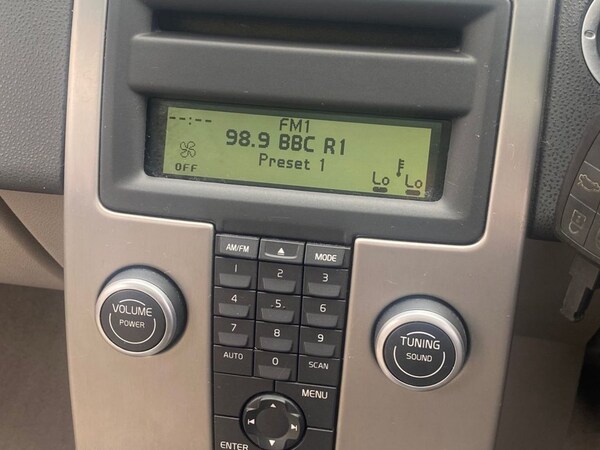 --:--
FM1
98.9 BBC R1
Preset 1
OFF
Lo Lo
AM/FM
MODE
1 2 3
4 5 6
7 8 9
AUTO 0 SCAN
MENU
ENTER
VOLUME
POWER
TUNING
SOUND